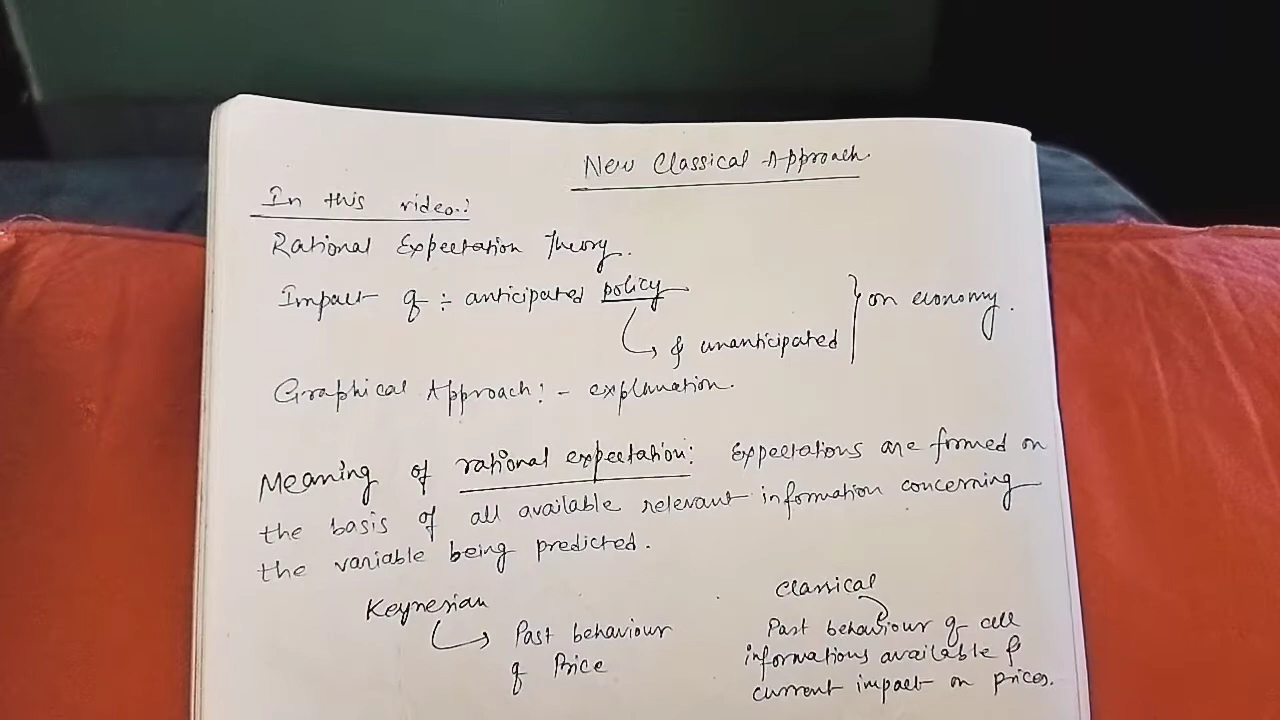 New Classical Approach.
In this video:
Rational Expectation Theory.
Impact of : anticipated policy
& unanticipated
} on economy.
Graphical Approach: - explanation.
Meaning of rational expectation: Expectations are formed on
the basis of all available relevant information concerning
the variable being predicted.
Keynesian
Past behaviour
of Price
Classical
Past behaviour of all
informations available &
current impact on prices.